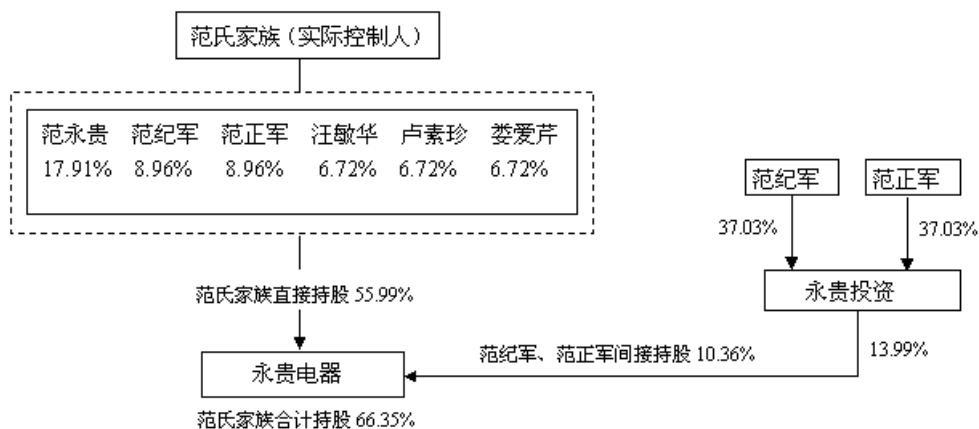 范氏家族（实际控制人）
范永贵 范纪军 范正军 汪敏华 卢素珍 娄爱芹
17.91% 8.96% 8.96% 6.72% 6.72% 6.72%
范纪军 范正军
37.03% 37.03%
范氏家族直接持股 55.99%
永贵投资
范纪军、范正军间接持股 10.36%
13.99%
永贵电器
范氏家族合计持股 66.35%